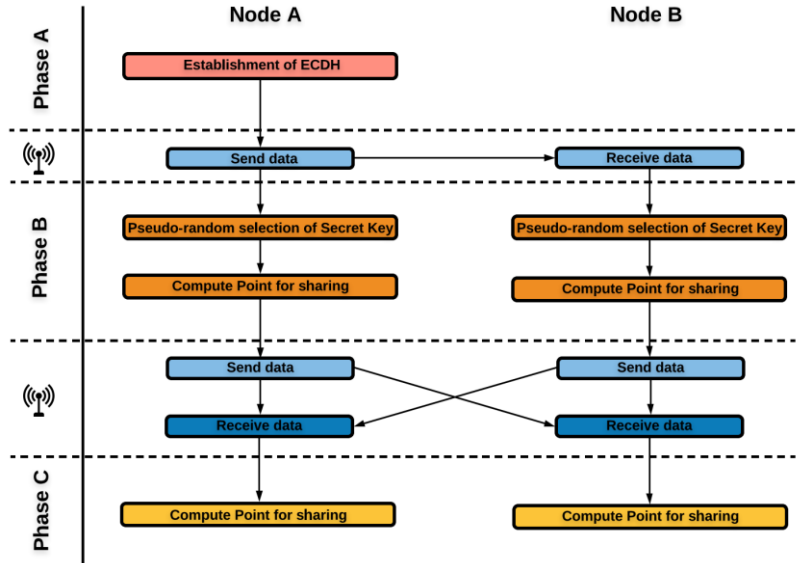 Node A
Node B
Phase A
Establishment of ECDH
Send data
Receive data
Phase B
Pseudo-random selection of Secret Key
Pseudo-random selection of Secret Key
Compute Point for sharing
Compute Point for sharing
Send data
Send data
Receive data
Receive data
Phase C
Compute Point for sharing
Compute Point for sharing